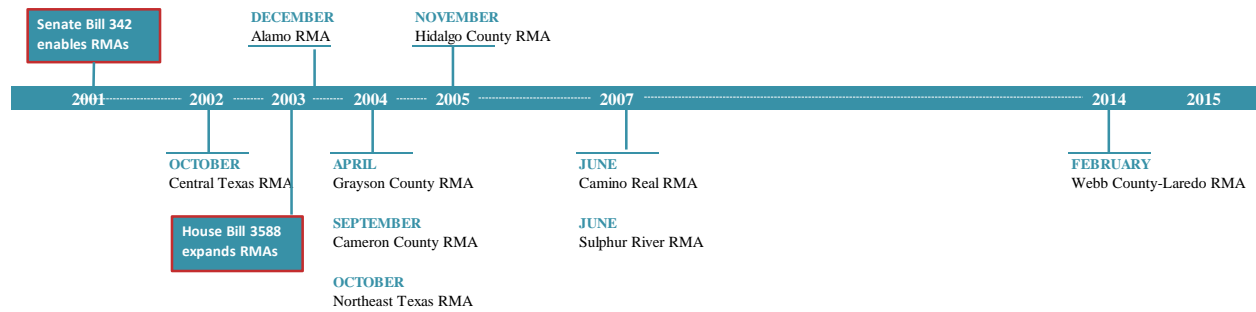 Senate Bill 342
enables RMAs
DECEMBER
Alamo RMA
NOVEMBER
Hidalgo County RMA
2001 2002 2003 2004 2005 2007 2014 2015
OCTOBER
Central Texas RMA
House Bill 3588
expands RMAs
APRIL
Grayson County RMA
SEPTEMBER
Cameron County RMA
OCTOBER
Northeast Texas RMA
JUNE
Camino Real RMA
JUNE
Sulphur River RMA
FEBRUARY
Webb County-Laredo RMA